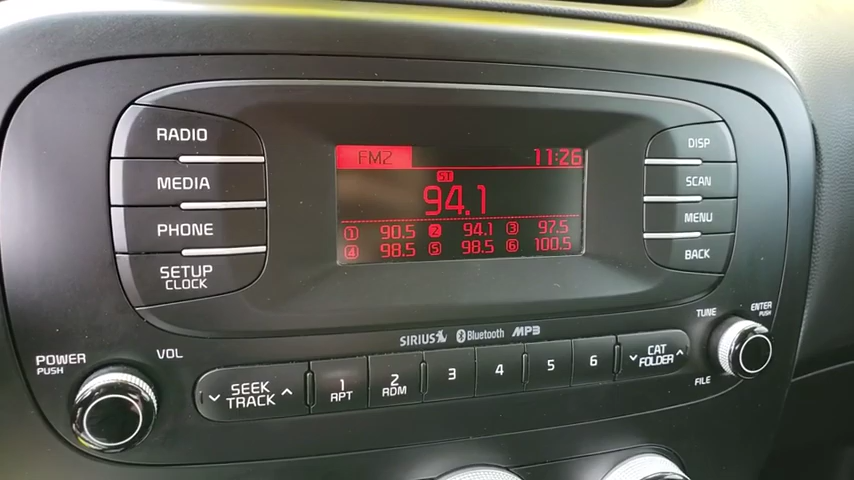 RADIO
MEDIA
PHONE
SETUP
CLOCK
FM2 11:26
ST
94.1
1 90.5 2 94.1 3 97.5
4 98.5 5 98.5 6 100.5
DISP
SCAN
MENU
BACK
SIRIUS Bluetooth MP3
POWER
PUSH
VOL
SEEK
TRACK
1
RPT
2
RDM
3
4
5
6
CAT
FOLDER
TUNE
FILE
ENTER
PUSH